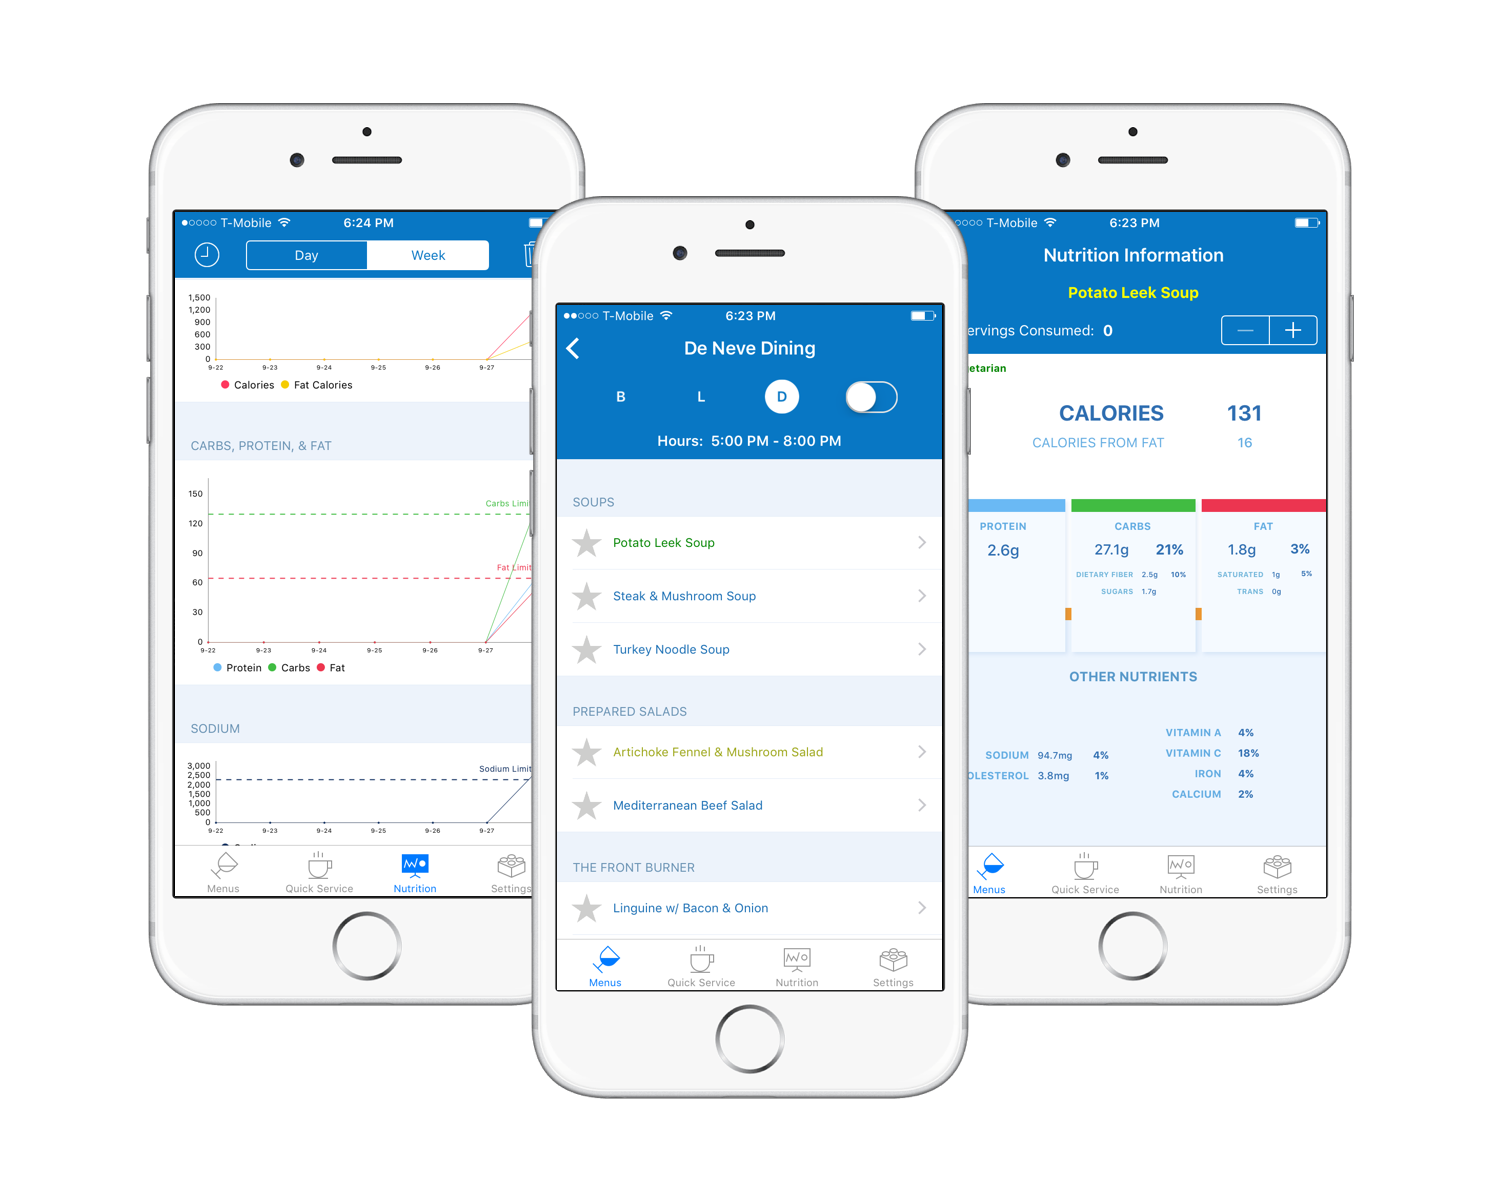 T-Mobile 6:24 PM
Day Week
1,500
1,200
900
600
300
0
9-22 9-23 9-24 9-25 9-26 9-27
Calories Fat Calories
CARBS, PROTEIN, & FAT
150
Carbs Limi
120
90
Fat Limit
60
30
0
9-22 9-23 9-24 9-25 9-26 9-27
Protein Carbs Fat
SODIUM
3,000
Sodium Limit
2,500
2,000
1,500
1,000
500
0
9-22 9-23 9-24 9-25 9-26 9-27
Menus Quick Service Nutrition Settings
T-Mobile 6:23 PM
De Neve Dining
B L D
Hours: 5:00 PM - 8:00 PM
SOUPS
Potato Leek Soup
Steak & Mushroom Soup
Turkey Noodle Soup
PREPARED SALADS
Artichoke Fennel & Mushroom Salad
Mediterranean Beef Salad
THE FRONT BURNER
Linguine w/ Bacon & Onion
Menus Quick Service Nutrition Settings
T-Mobile 6:23 PM
Nutrition Information
Potato Leek Soup
ervings Consumed: 0
etarian
CALORIES 131
CALORIES FROM FAT 16
PROTEIN
2.6g
CARBS
27.1g 21%
DIETARY FIBER 2.5g 10%
SUGARS 1.7g
FAT
1.8g 3%
SATURATED 1g 5%
TRANS 0g
OTHER NUTRIENTS
SODIUM 94.7mg 4%
OLESTEROL 3.8mg 1%
VITAMIN A 4%
VITAMIN C 18%
IRON 4%
CALCIUM 2%
Menus Quick Service Nutrition Settings